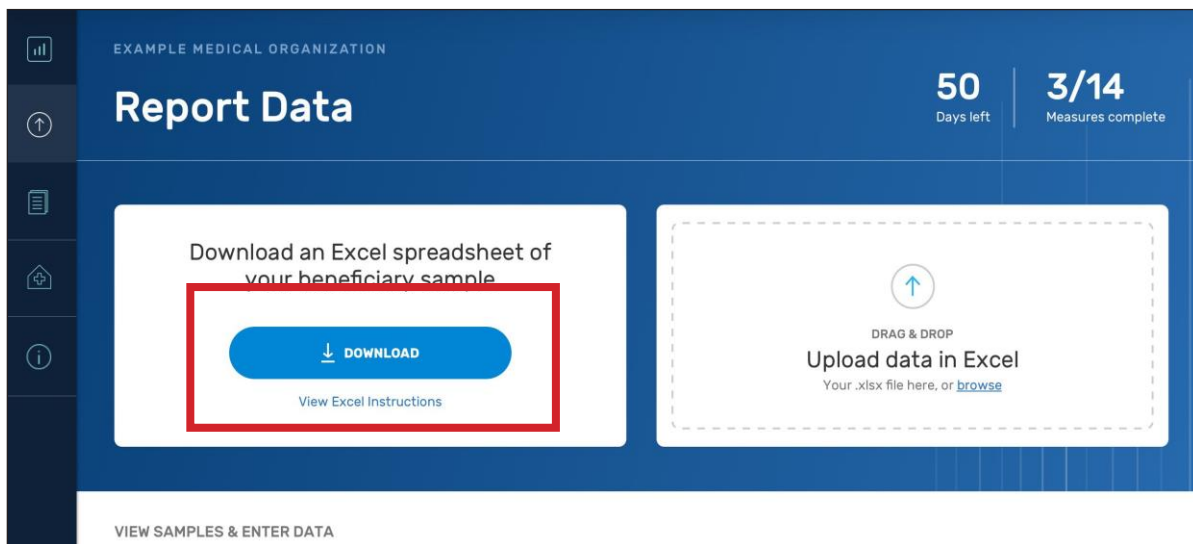 EXAMPLE MEDICAL ORGANIZATION
Report Data
50
Days left
3/14
Measures complete
Download an Excel spreadsheet of
your beneficiary sample
DOWNLOAD
View Excel Instructions
DRAG & DROP
Upload data in Excel
Your .xlsx file here, or browse
VIEW SAMPLES & ENTER DATA